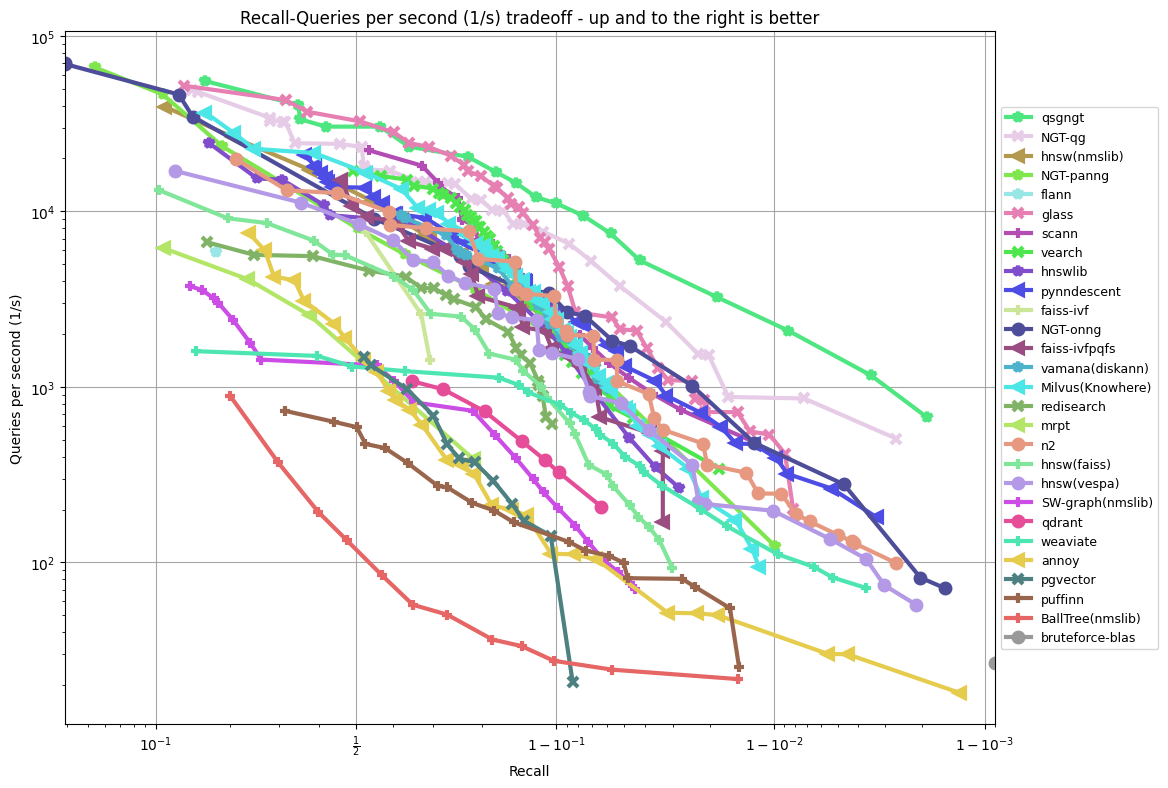 Recall-Queries per second (1/s) tradeoff - up and to the right is better
Queries per second (1/s)
10⁵
10⁴
10³
10²
10⁻¹
½
1 − 10⁻¹
1 − 10⁻²
1 − 10⁻³
Recall
qsgngt
NGT-qg
hnsw(nmslib)
NGT-panng
flann
glass
scann
vearch
hnswlib
pynndescent
faiss-ivf
NGT-onng
faiss-ivfpqfs
vamana(diskann)
Milvus(Knowhere)
redisearch
mrpt
n2
hnsw(faiss)
hnsw(vespa)
SW-graph(nmslib)
qdrant
weaviate
annoy
pgvector
puffinn
BallTree(nmslib)
bruteforce-blas